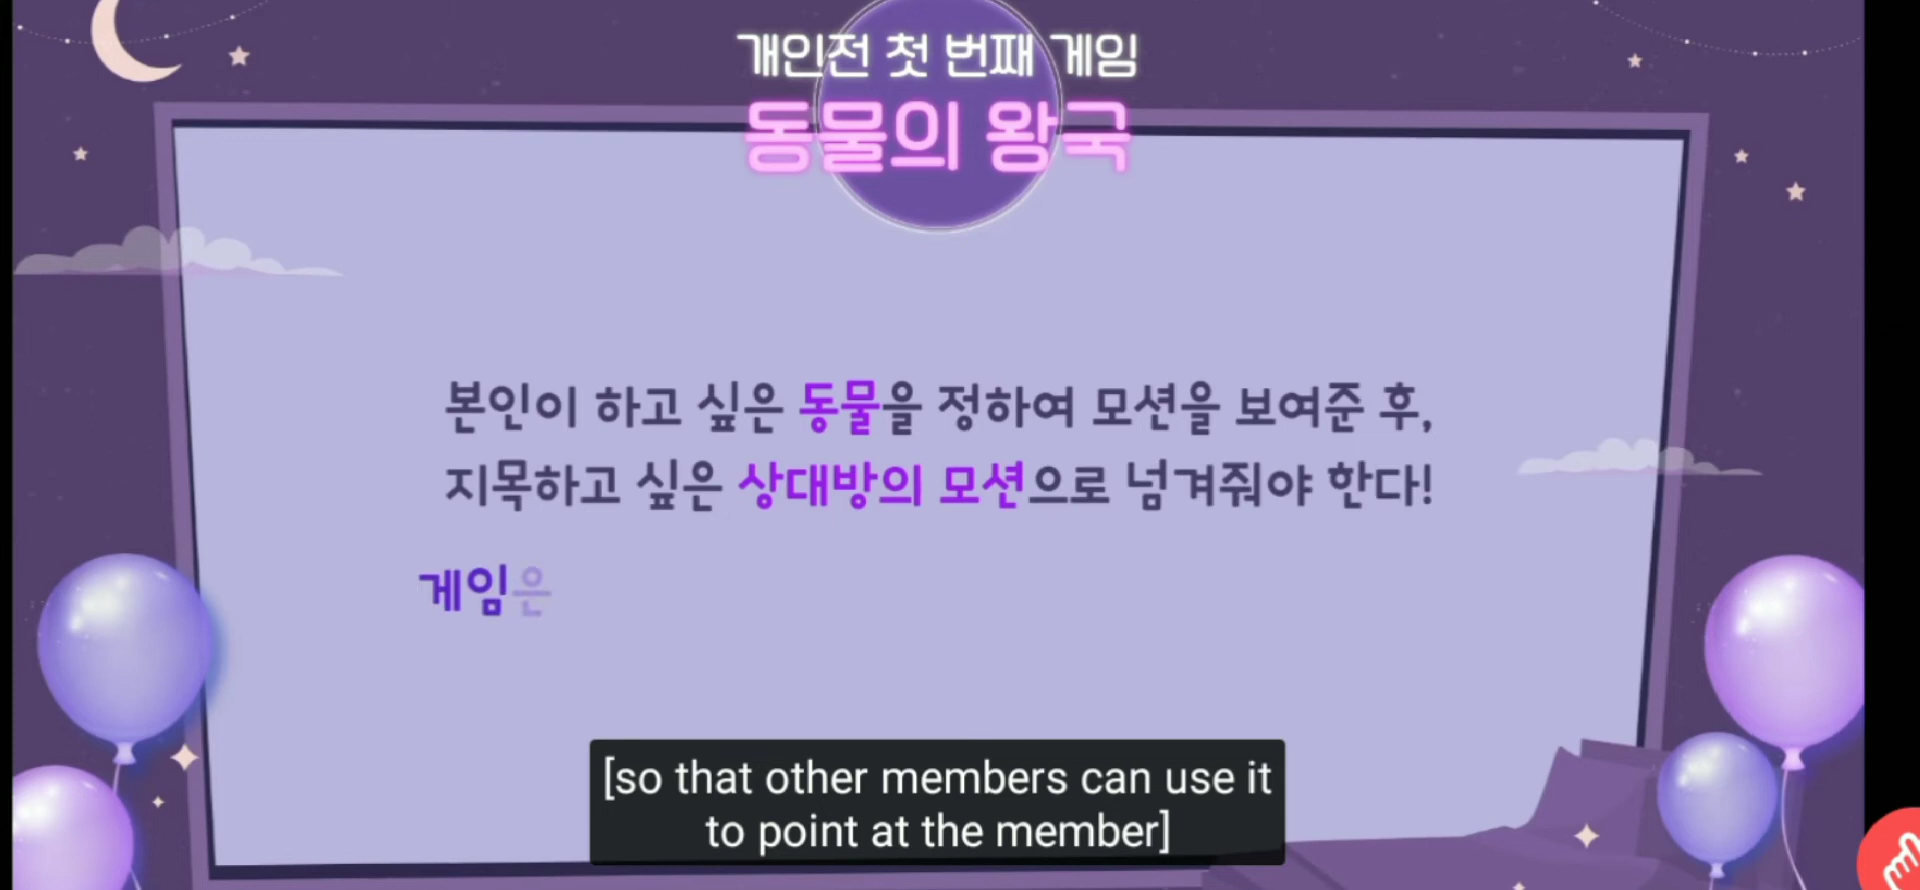 개인전 첫 번째 게임
동물의 왕국
본인이 하고 싶은 동물을 정하여 모션을 보여준 후,
지목하고 싶은 상대방의 모션으로 넘겨줘야 한다!
게임은
[so that other members can use it
to point at the member]